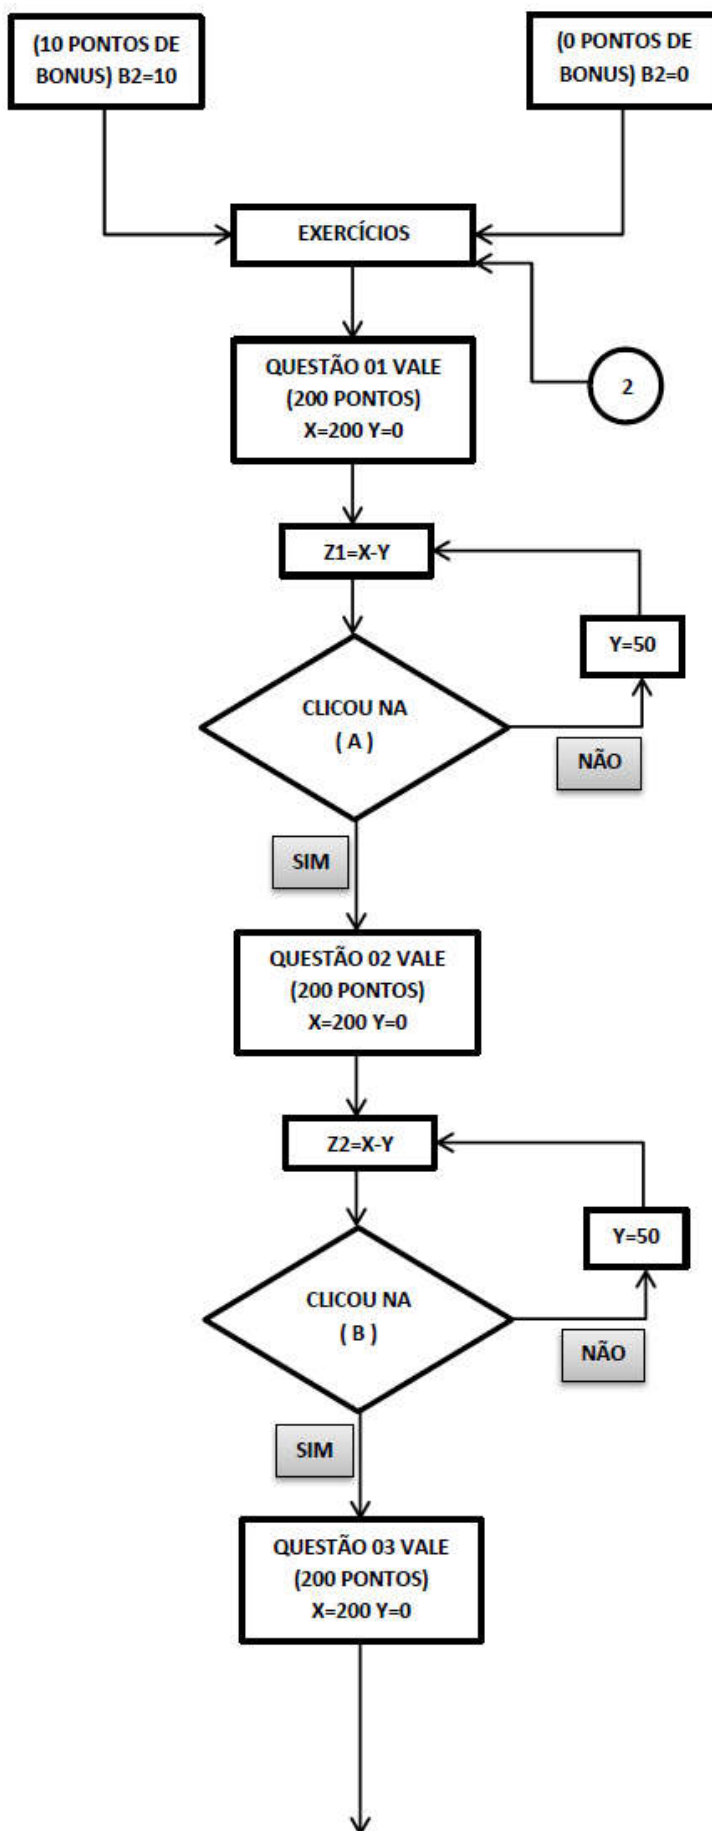 (10 PONTOS DE
BONUS) B2=10
(0 PONTOS DE
BONUS) B2=0
EXERCÍCIOS
QUESTÃO 01 VALE
(200 PONTOS)
X=200 Y=0
2
Z1=X-Y
Y=50
CLICOU NA
( A )
NÃO
SIM
QUESTÃO 02 VALE
(200 PONTOS)
X=200 Y=0
Z2=X-Y
Y=50
CLICOU NA
( B )
NÃO
SIM
QUESTÃO 03 VALE
(200 PONTOS)
X=200 Y=0